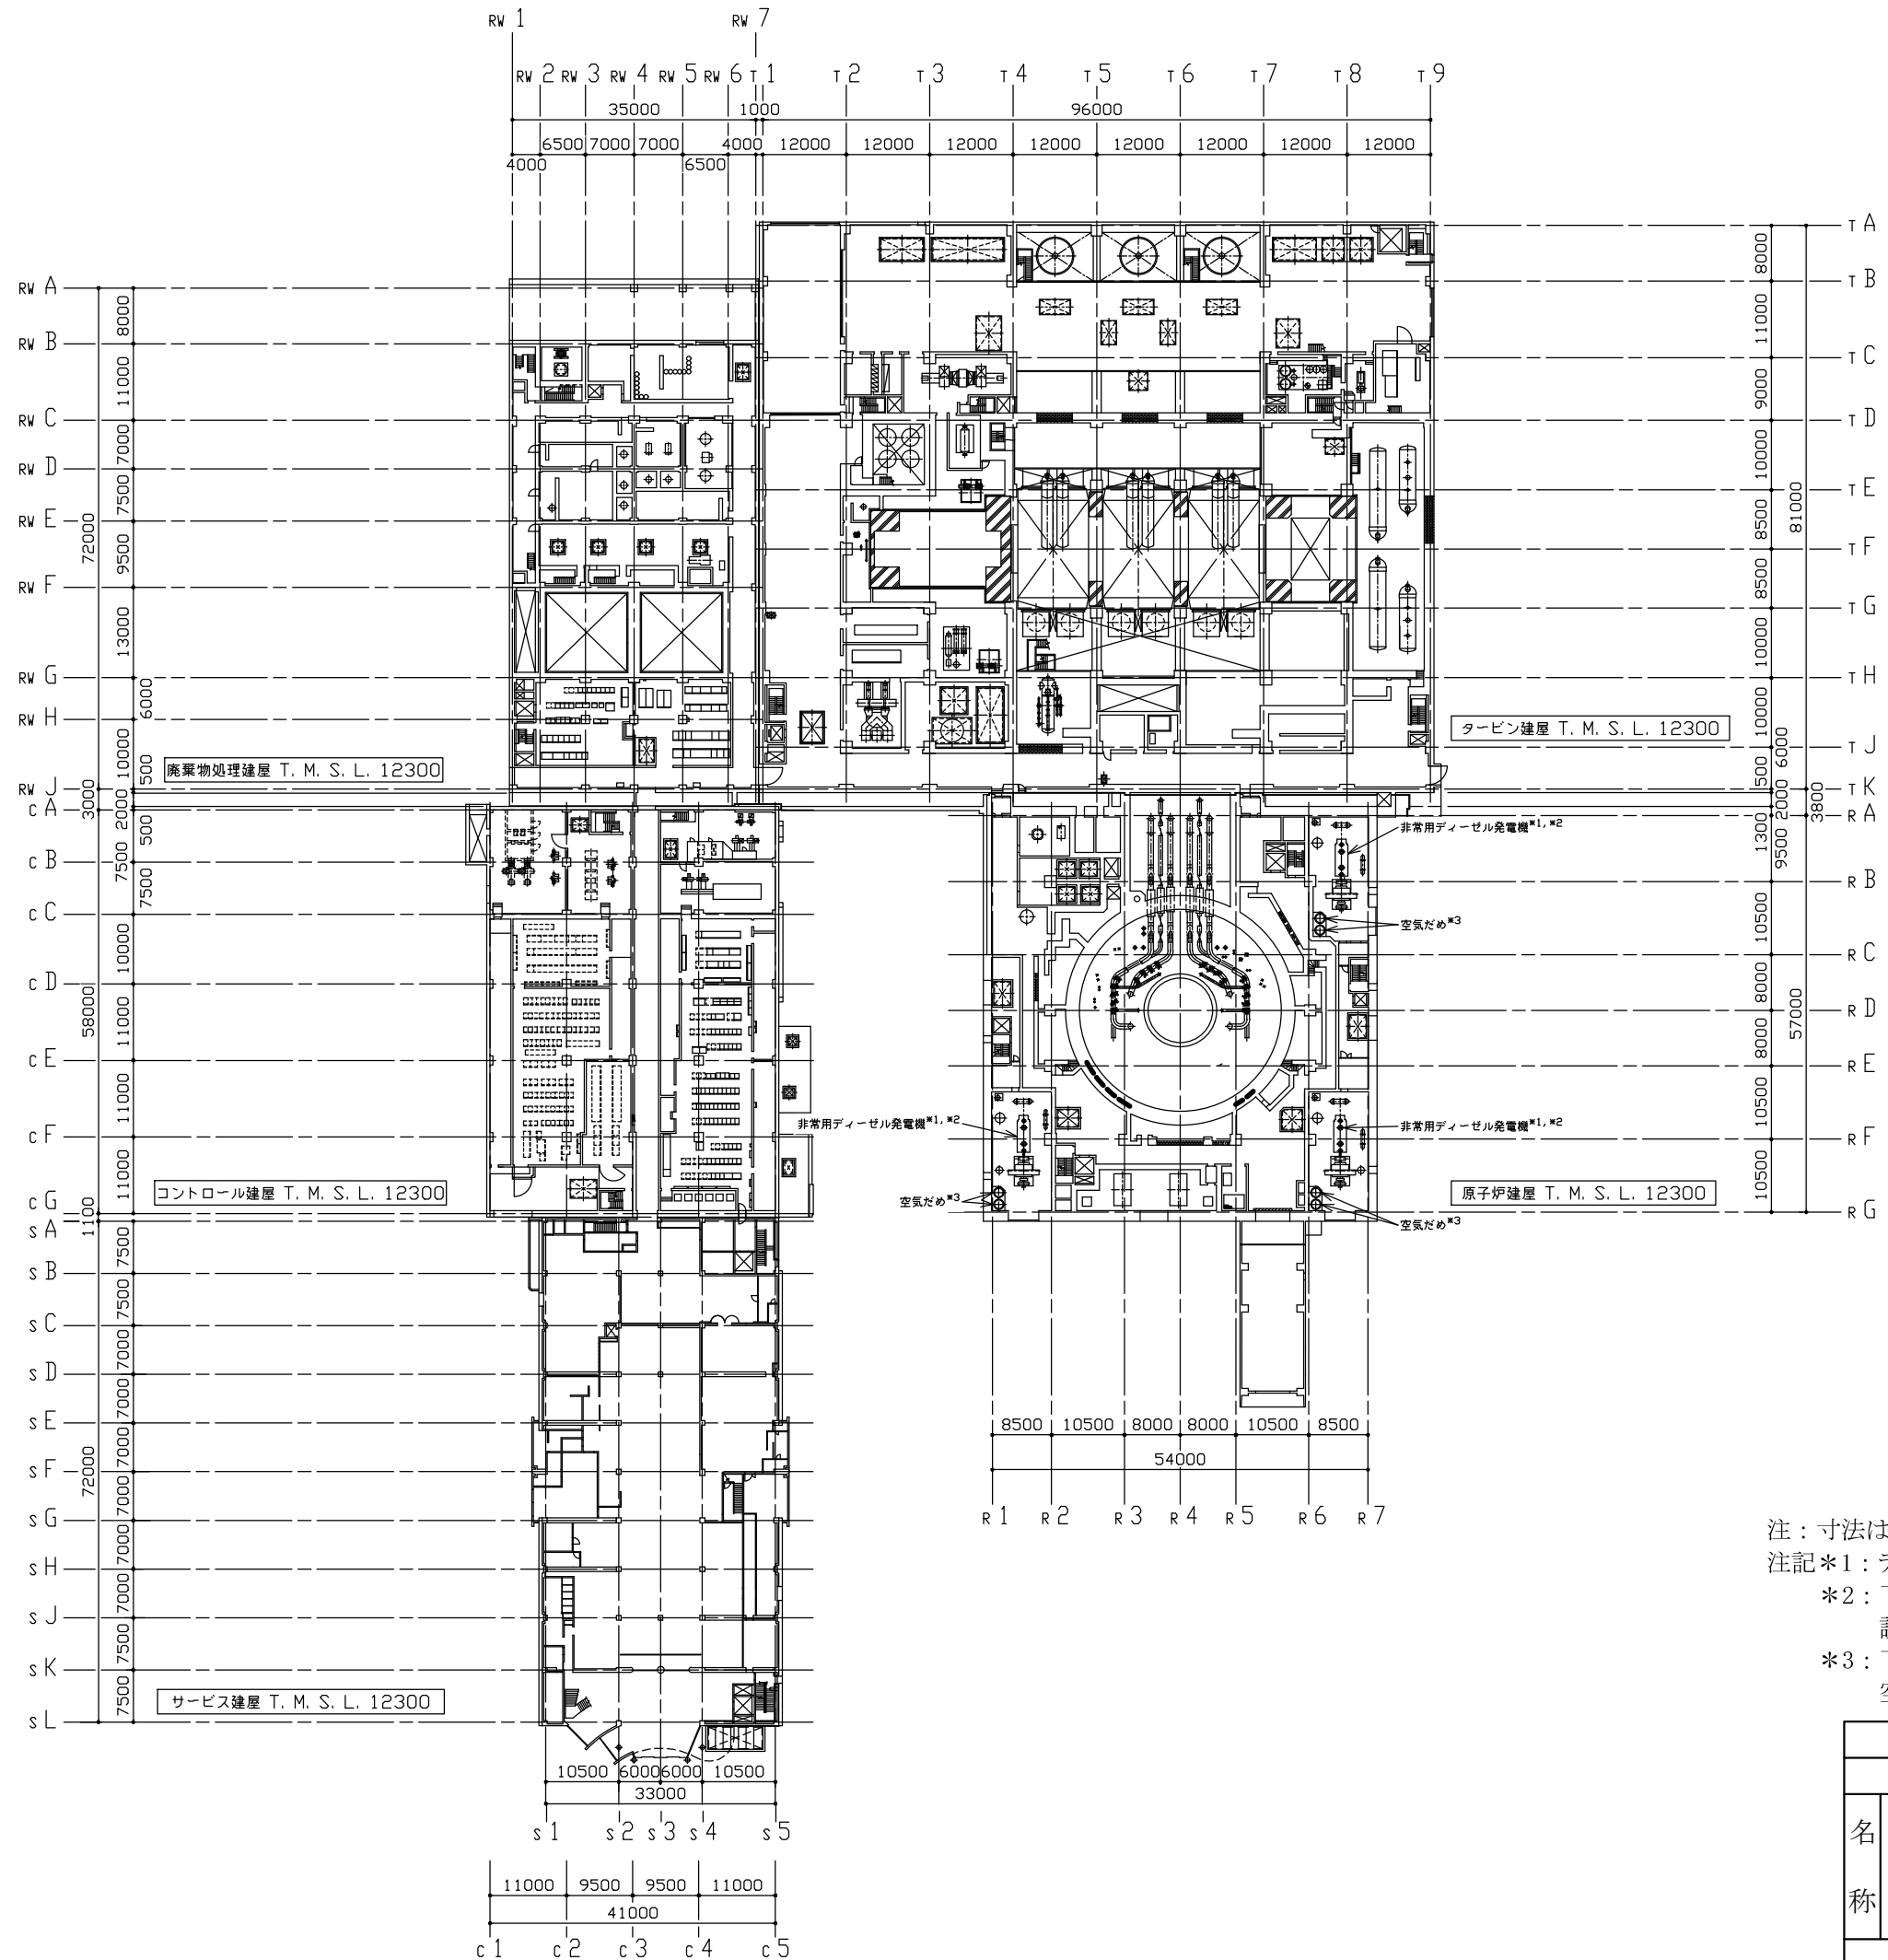 RW 1
RW 7
RW 2 RW 3 RW 4 RW 5 RW 6 T 1 T 2 T 3 T 4 T 5 T 6 T 7 T 8 T 9
35000 1000 96000
6500 7000 7000 4000 12000 12000 12000 12000 12000 12000 12000 12000
4000 6500
RW A
RW B
RW C
RW D
RW E
RW F
RW G
RW H
RW J
8000
11000
7000
7500
9500
13000
6000
10000
500
72000
3000
2000
廃棄物処理建屋 T. M. S. L. 12300
T A
T B
T C
T D
T E
T F
T G
T H
T J
T K
8000
11000
9000
10000
8500
8500
10000
10000
6000
500
81000
2000
3800
タービン建屋 T. M. S. L. 12300
C A
C B
C C
C D
C E
C F
C G
500
7500
7500
10000
11000
11000
11000
58000
1100
コントロール建屋 T. M. S. L. 12300
R A
R B
R C
R D
R E
R F
R G
1300
9500
10500
8000
8000
10500
10500
57000
非常用ディーゼル発電機*1, *2
空気だめ*3
非常用ディーゼル発電機*1, *2
非常用ディーゼル発電機*1, *2
空気だめ*3
空気だめ*3
原子炉建屋 T. M. S. L. 12300
8500 10500 8000 8000 10500 8500
54000
R 1 R 2 R 3 R 4 R 5 R 6 R 7
S A
S B
S C
S D
S E
S F
S G
S H
S J
S K
S L
7500
7500
7000
7000
7000
7000
7000
7000
7500
7500
72000
サービス建屋 T. M. S. L. 12300
10500 6000 6000 10500
33000
S 1 S 2 S 3 S 4 S 5
11000 9500 9500 11000
41000
C 1 C 2 C 3 C 4 C 5
注：寸法は
注記＊1：
＊2：
＊3：
名
称